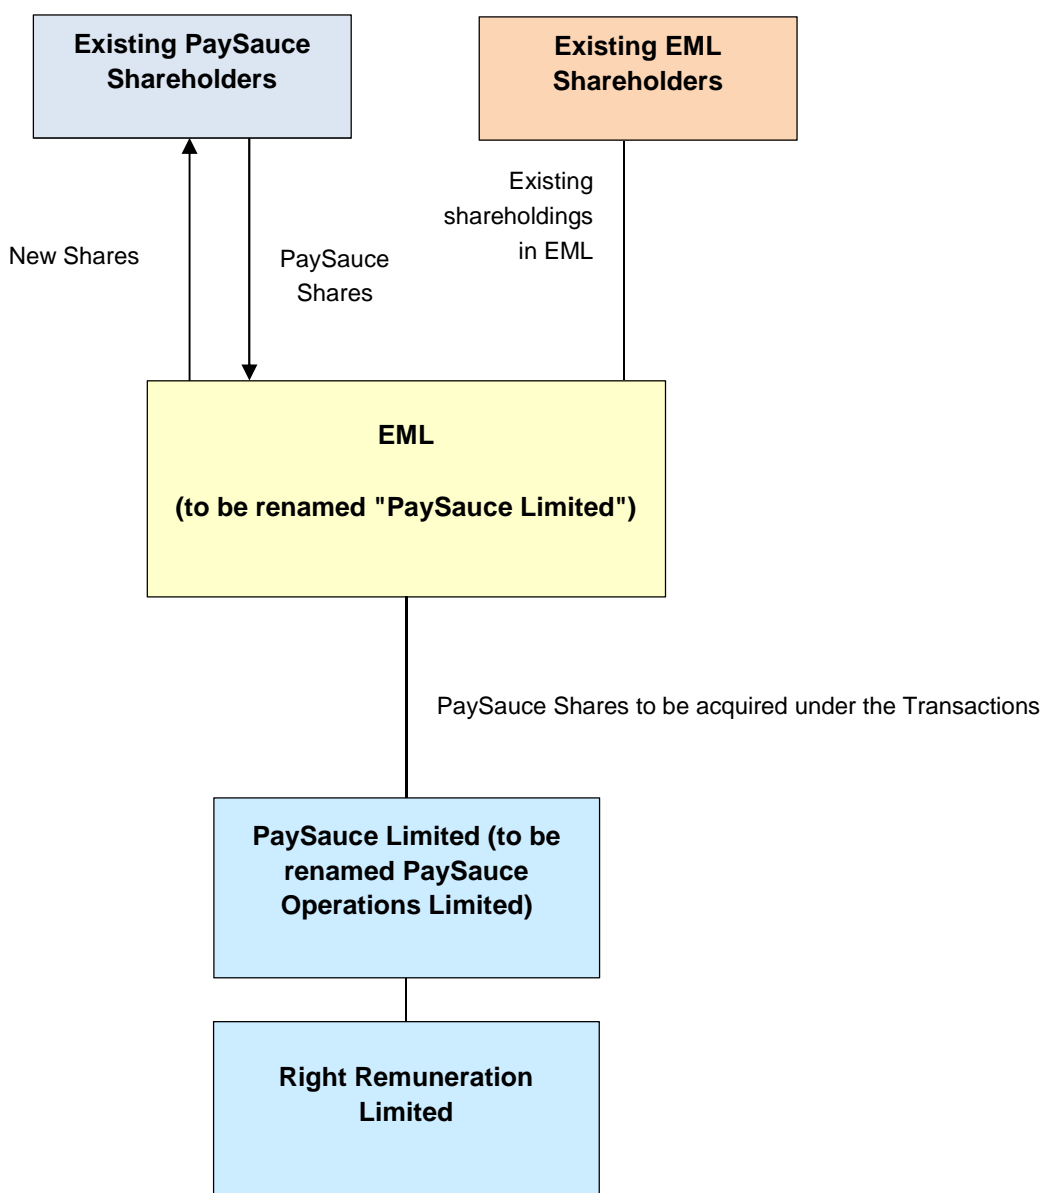 Existing PaySauce
Shareholders
Existing EML
Shareholders
Existing
shareholdings
in EML
New Shares
PaySauce
Shares
EML
(to be renamed "PaySauce Limited")
PaySauce Shares to be acquired under the Transactions
PaySauce Limited (to be
renamed PaySauce
Operations Limited)
Right Remuneration
Limited